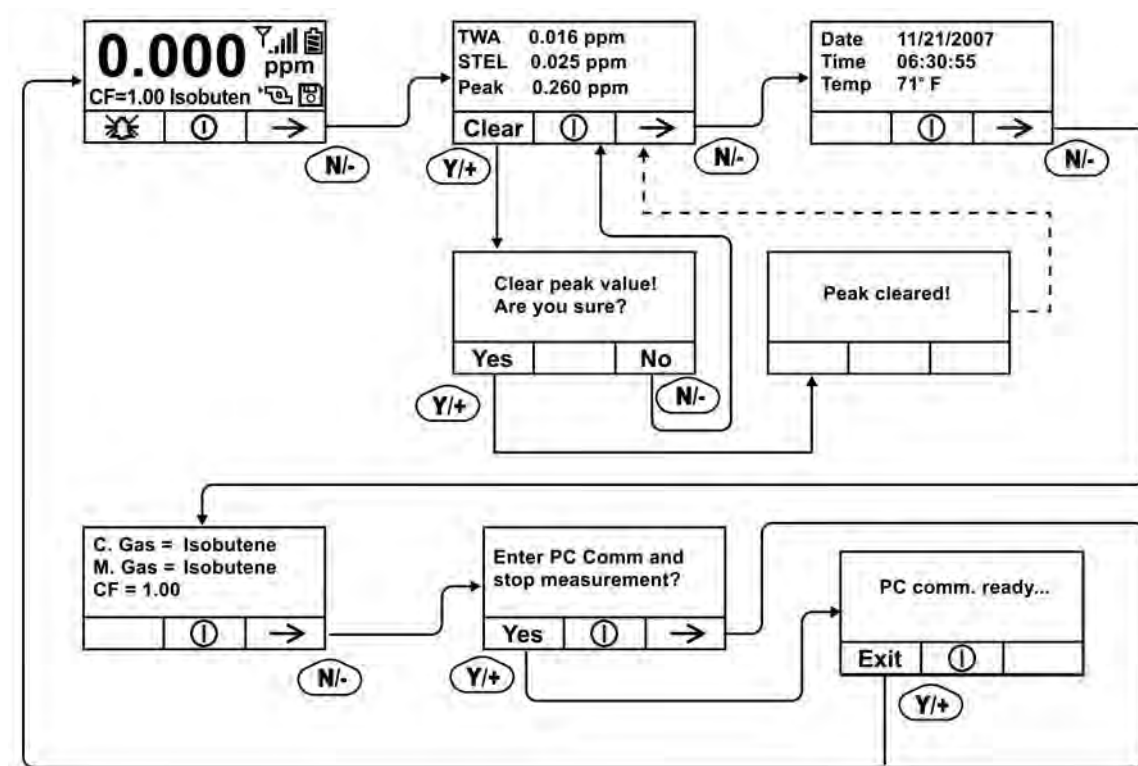 0.000 ppm
CF=1.00 Isobuten
N/-
TWA 0.016 ppm
STEL 0.025 ppm
Peak 0.260 ppm
Clear
Y/+
N/-
Date 11/21/2007
Time 06:30:55
Temp 71° F
N/-
Clear peak value!
Are you sure?
Yes No
Y/+
N/-
Peak cleared!
C. Gas = Isobutene
M. Gas = Isobutene
CF = 1.00
N/-
Enter PC Comm and
stop measurement?
Yes
Y/+
PC comm. ready...
Exit
Y/+